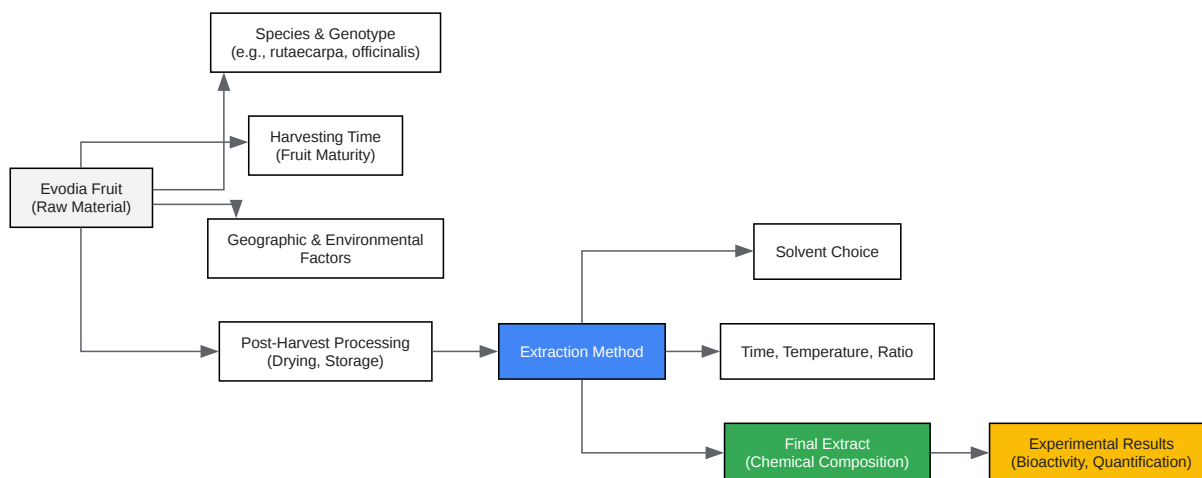 Species & Genotype
(e.g., rutaecarpa, officinalis)
Harvesting Time
(Fruit Maturity)
Evodia Fruit
(Raw Material)
Geographic & Environmental
Factors
Solvent Choice
Post-Harvest Processing
(Drying, Storage)
Extraction Method
Time, Temperature, Ratio
Final Extract
(Chemical Composition)
Experimental Results
(Bioactivity, Quantification)